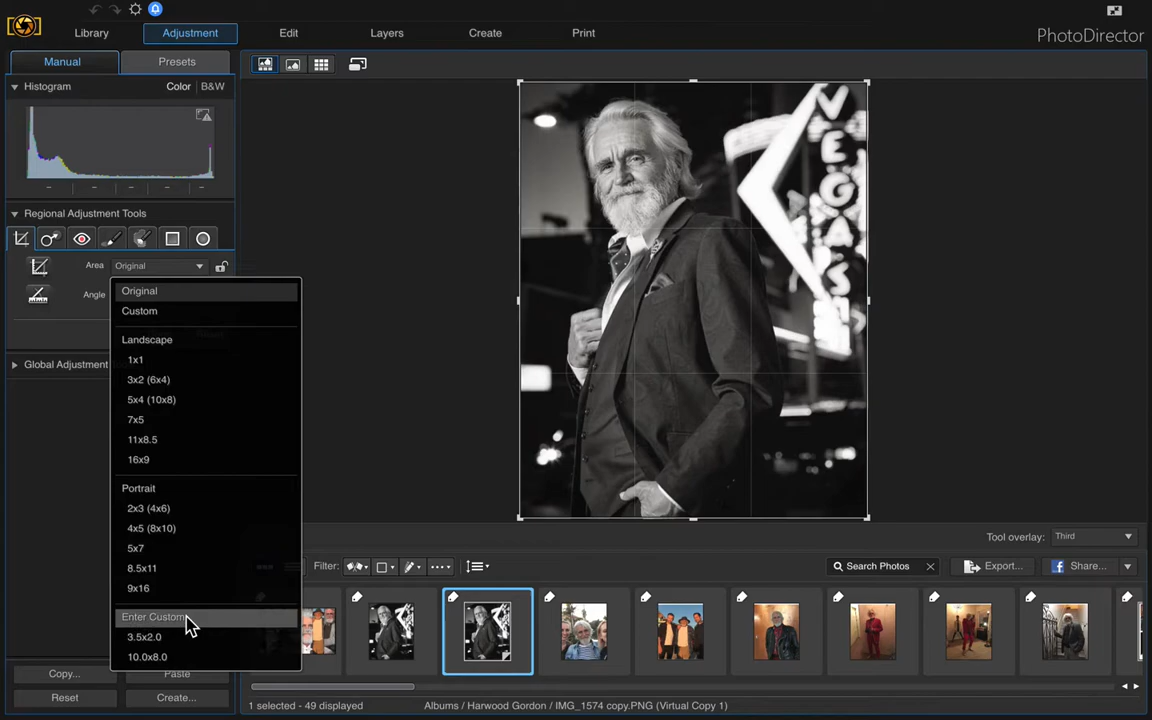 Library
Adjustment
Edit
Layers
Create
Print
PhotoDirector
Manual
Presets
Histogram
Color
B&W
Regional Adjustment Tools
Area
Original
Angle
Original
Custom
Landscape
1x1
3x2 (6x4)
5x4 (10x8)
7x5
11x8.5
16x9
Portrait
2x3 (4x6)
4x5 (8x10)
5x7
8.5x11
9x16
Enter Custom
3.5x2.0
10.0x8.0
Global Adjustment
VEGAS
Tool overlay:
Third
Filter:
Search Photos
Export...
Share...
Copy...
Paste
Reset
Create...
1 selected - 49 displayed
Albums / Harwood Gordon / IMG_1574 copy.PNG (Virtual Copy 1)